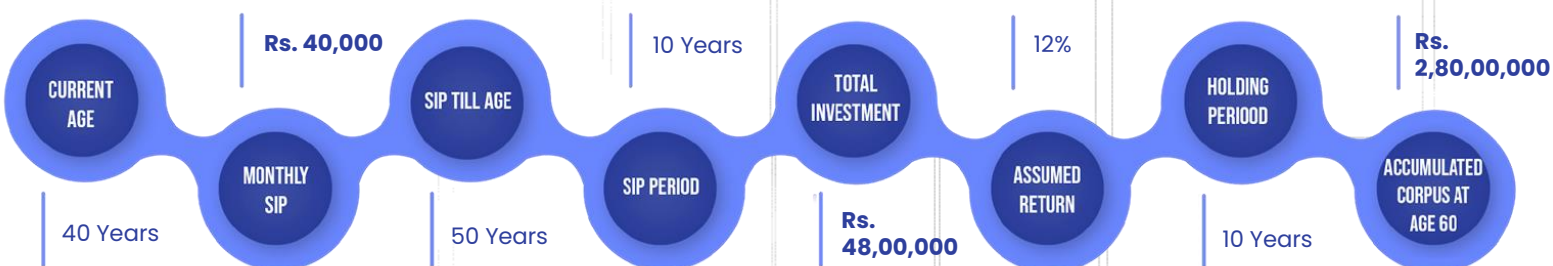 CURRENT
AGE
40 Years
Rs. 40,000
MONTHLY
SIP
SIP TILL AGE
50 Years
10 Years
SIP PERIOD
TOTAL
INVESTMENT
Rs.
48,00,000
12%
ASSUMED
RETURN
HOLDING
PERIOOD
10 Years
Rs.
2,80,00,000
ACCUMULATED
CORPUS AT
AGE 60